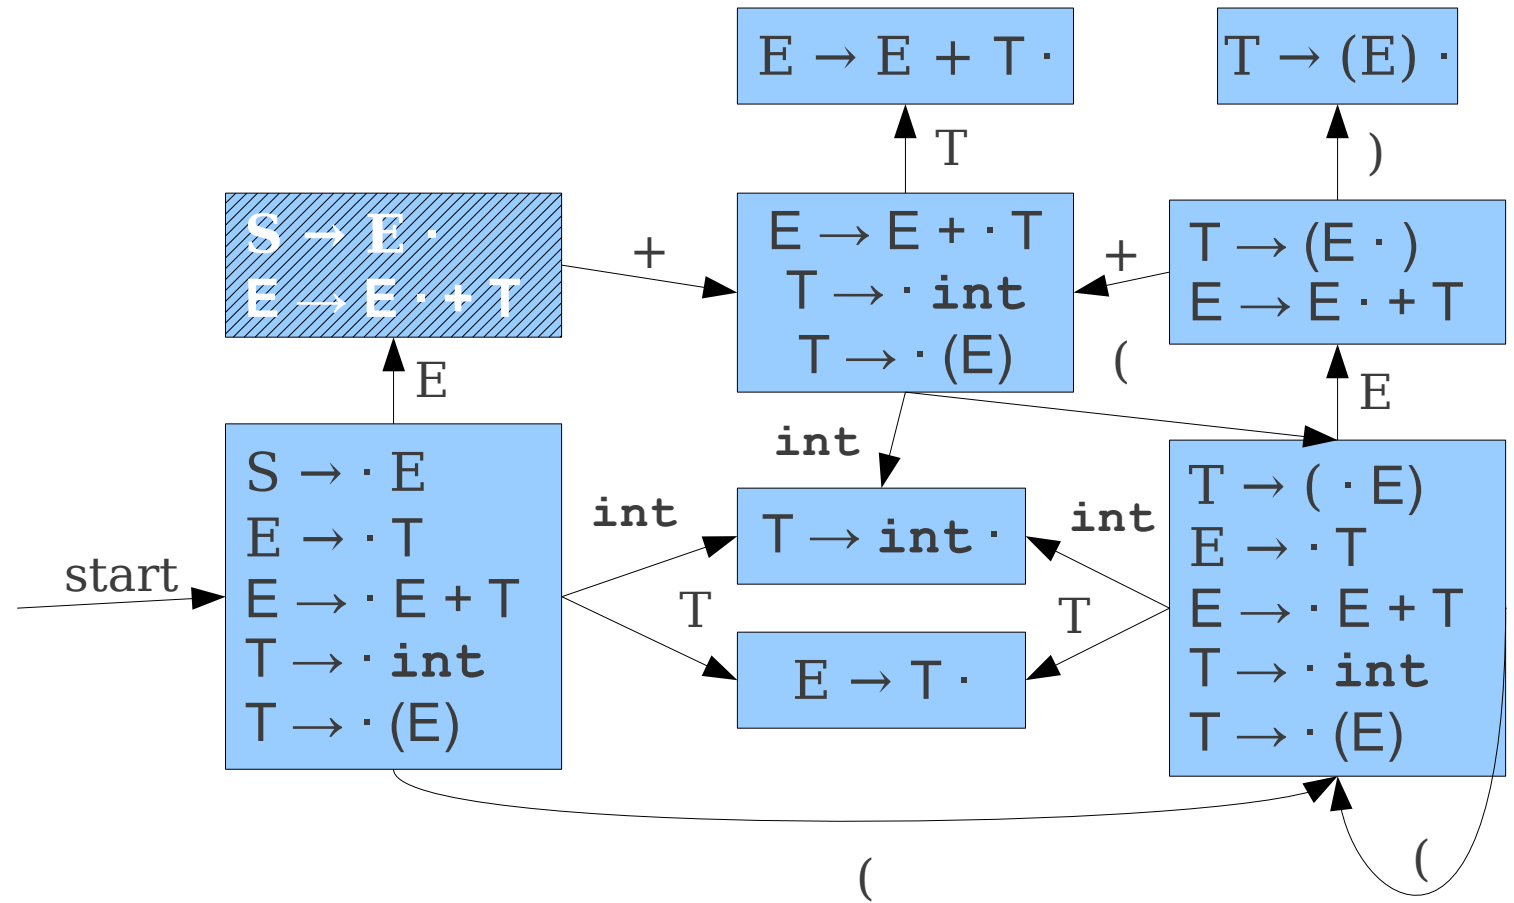 E → E + T ·
T → (E) ·
T
)
S → E ·
E → E · + T
+
E → E + · T
T → · int
T → · (E)
+
T → (E · )
E → E · + T
E
(
E
int
S → · E
E → · T
E → · E + T
T → · int
T → · (E)
start
int
T → int ·
int
T → ( · E)
E → · T
E → · E + T
T → · int
T → · (E)
T
T
E → T ·
(
(